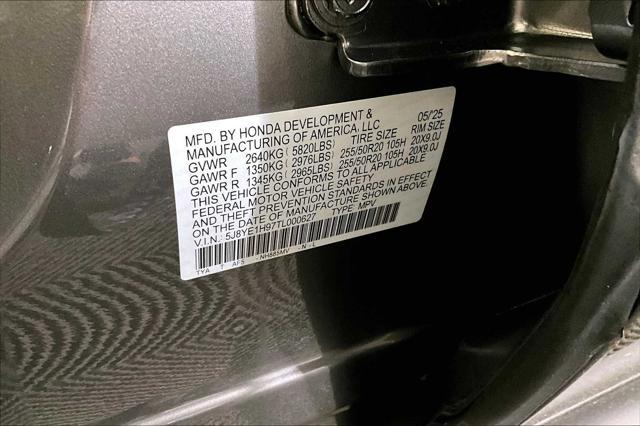 MFD. BY HONDA DEVELOPMENT & 05/'25
MANUFACTURING OF AMERICA, LLC
TIRE SIZE RIM SIZE
GVWR 2640KG( 5820LBS)
GAWR F 1350KG( 2976LBS) 255/50R20 105H 20X9.0J
GAWR R 1345KG( 2965LBS) 255/50R20 105H 20X9.0J
THIS VEHICLE CONFORMS TO ALL APPLICABLE
FEDERAL MOTOR VEHICLE SAFETY
AND THEFT PREVENTION STANDARDS IN EFFECT
ON THE DATE OF MANUFACTURE SHOWN ABOVE.
V.I.N.: 5J8YE1H97TL000627 TYPE: MPV
TYA T AFS - NH885MV - N - L